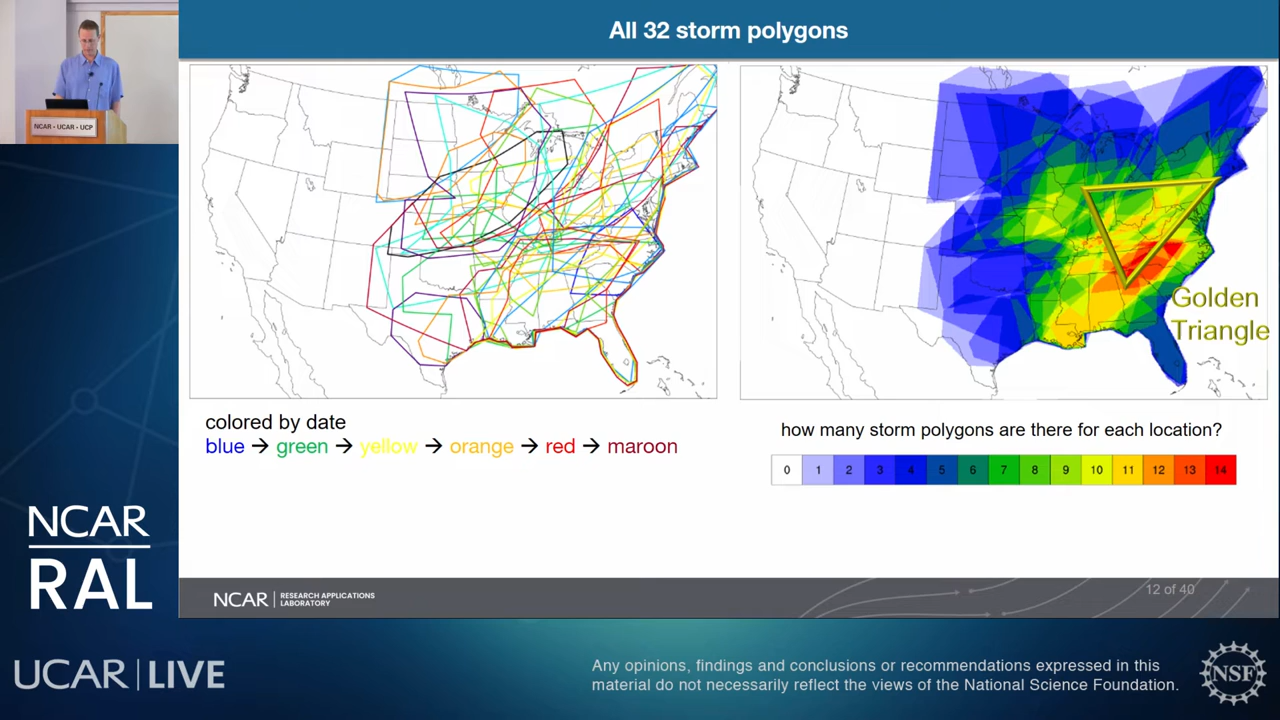 All 32 storm polygons
NCAR • UCAR • UCP
Golden
Triangle
colored by date
blue → green → yellow → orange → red → maroon
how many storm polygons are there for each location?
0 1 2 3 4 5 6 7 8 9 10 11 12 13 14
NCAR
RAL
NCAR | RESEARCH APPLICATIONS
LABORATORY
12 of 40
UCAR | LIVE
Any opinions, findings and conclusions or recommendations expressed in this
material do not necessarily reflect the views of the National Science Foundation.
NSF